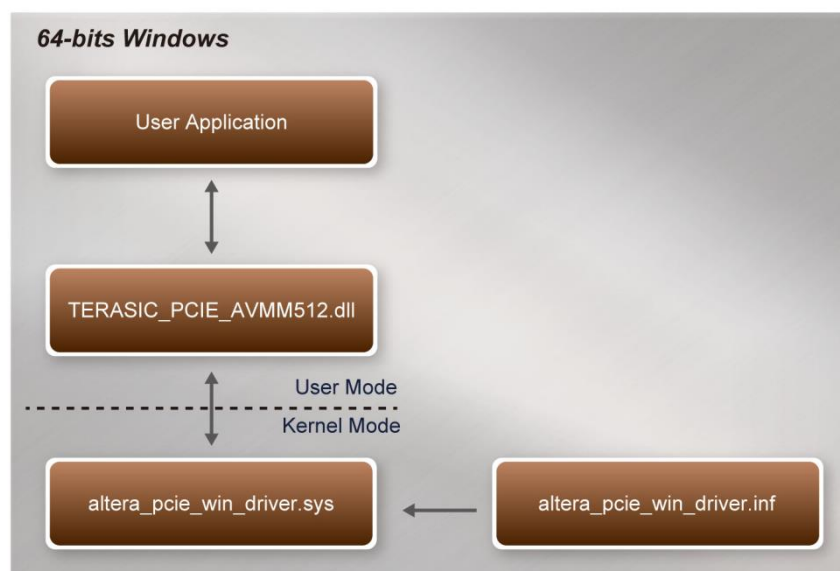 64-bits Windows
User Application
TERASIC_PCIE_AVMM512.dll
User Mode
Kernel Mode
altera_pcie_win_driver.sys
altera_pcie_win_driver.inf